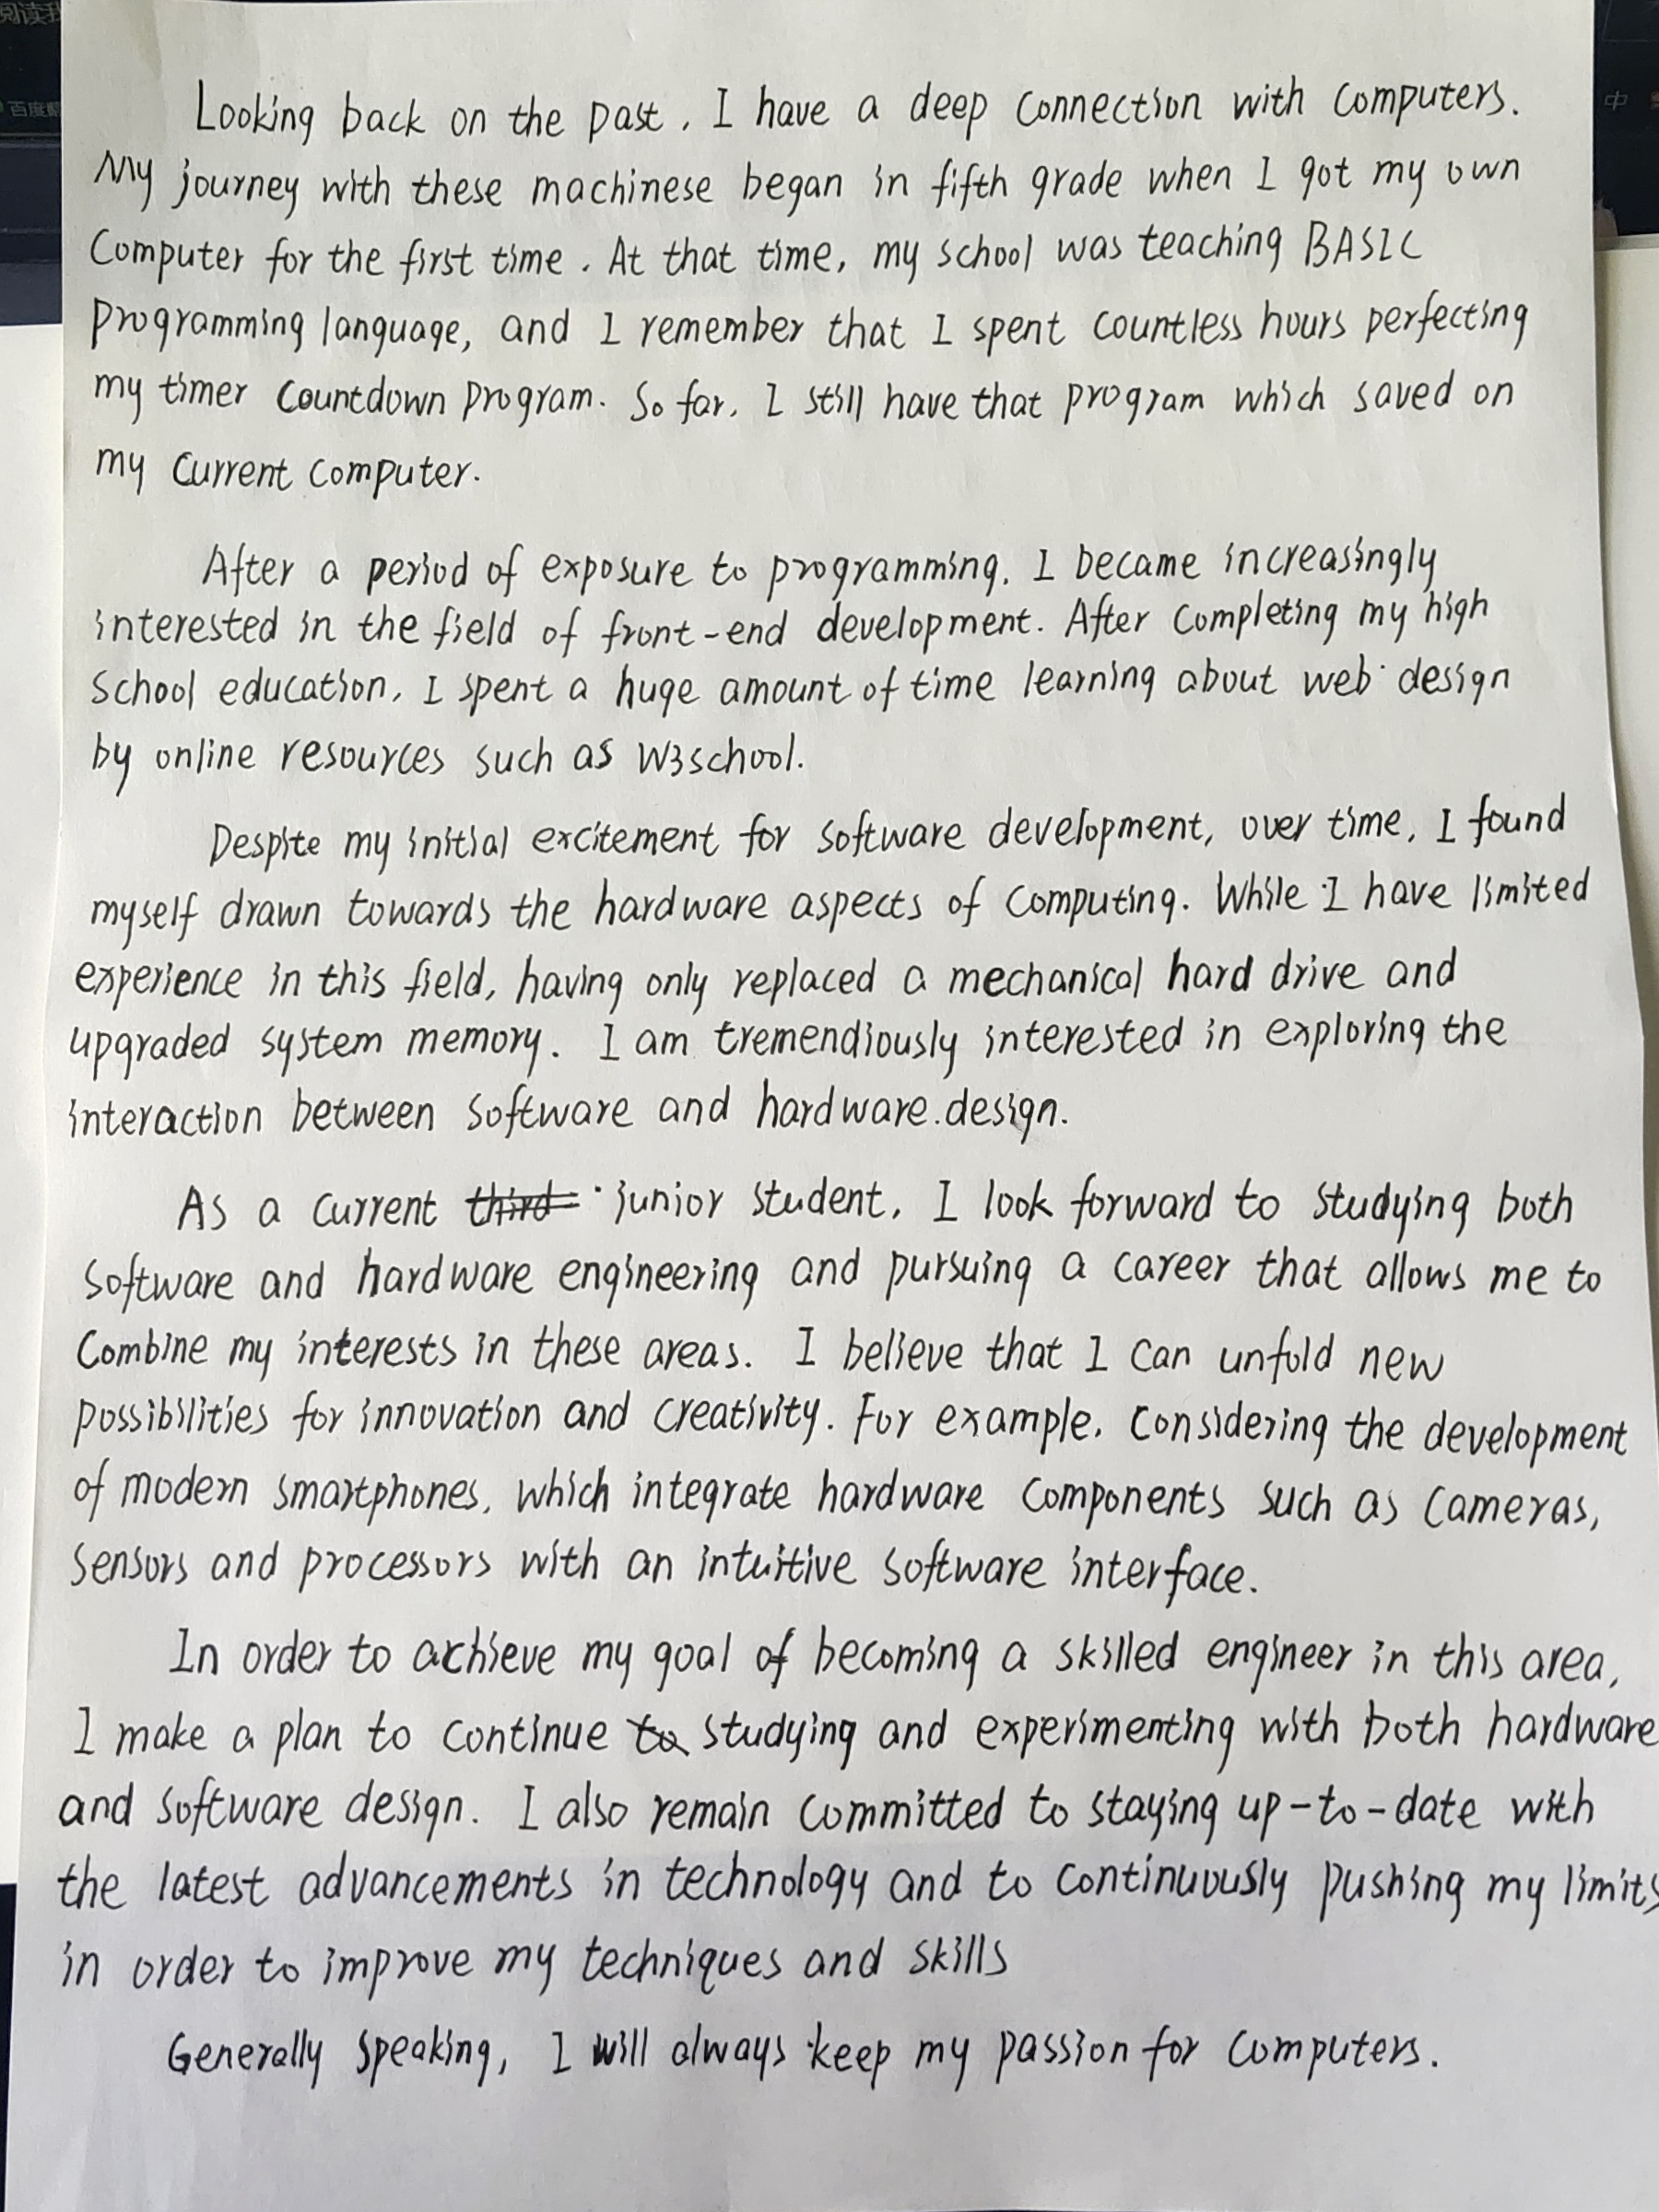 Looking back on the past, I have a deep connection with computers.
My journey with these machinese began in fifth grade when I got my own
computer for the first time. At that time, my school was teaching BASIC
programming language, and I remember that I spent countless hours perfecting
my timer countdown program. So far, I still have that program which saved on
my current computer.
After a period of exposure to programming, I became increasingly
interested in the field of front-end development. After completing my high
school education, I spent a huge amount of time learning about web design
by online resources such as W3school.
Despite my initial excitement for software development, over time, I found
myself drawn towards the hardware aspects of computing. While I have limited
experience in this field, having only replaced a mechanical hard drive and
upgraded system memory. I am tremendiously interested in exploring the
interaction between software and hardware design.
As a current third junior student, I look forward to studying both
software and hardware engineering and pursuing a career that allows me to
combine my interests in these areas. I believe that I can unfold new
possibilities for innovation and creativity. For example, considering the development
of modern smartphones, which integrate hardware components such as cameras,
sensors and processors with an intuitive software interface.
In order to achieve my goal of becoming a skilled engineer in this area,
I make a plan to continue to studying and experimenting with both hardware
and software design. I also remain committed to staying up-to-date with
the latest advancements in technology and to continuously pushing my limits
in order to improve my techniques and skills
Generally speaking, I will always keep my passion for computers.